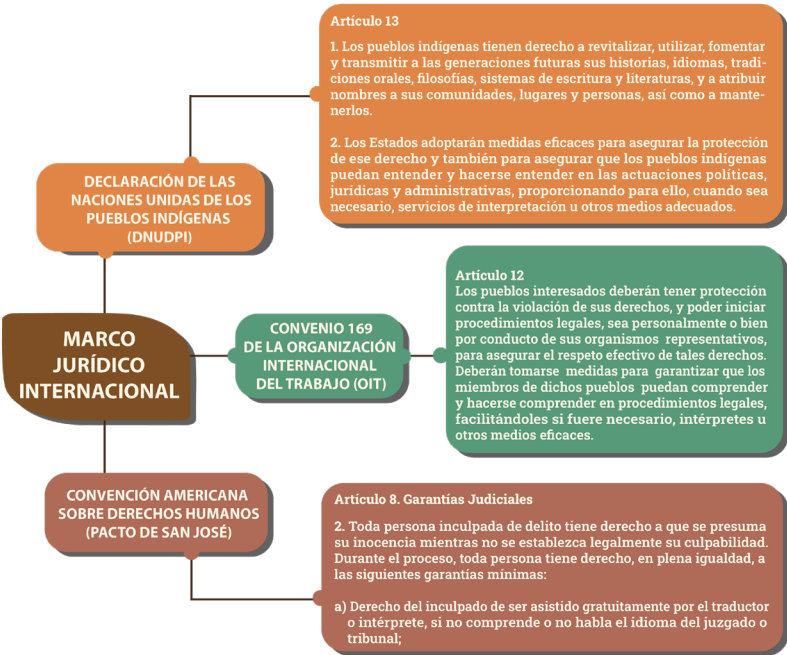 Artículo 13
1. Los pueblos indígenas tienen derecho a revitalizar, utilizar, fomentar
y transmitir a las generaciones futuras sus historias, idiomas, tradi-
ciones orales, filosofías, sistemas de escritura y literaturas, y a atribuir
nombres a sus comunidades, lugares y personas, así como a mante-
nerlos.
2. Los Estados adoptarán medidas eficaces para asegurar la protección
de ese derecho y también para asegurar que los pueblos indígenas
puedan entender y hacerse entender en las actuaciones políticas,
jurídicas y administrativas, proporcionando para ello, cuando sea
necesario, servicios de interpretación u otros medios adecuados.
DECLARACIÓN DE LAS
NACIONES UNIDAS DE LOS
PUEBLOS INDÍGENAS
(DNUDPI)
MARCO
JURÍDICO
INTERNACIONAL
CONVENIO 169
DE LA ORGANIZACIÓN
INTERNACIONAL
DEL TRABAJO (OIT)
Artículo 12
Los pueblos interesados deberán tener protección
contra la violación de sus derechos, y poder iniciar
procedimientos legales, sea personalmente o bien
por conducto de sus organismos representativos,
para asegurar el respeto efectivo de tales derechos.
Deberán tomarse medidas para garantizar que los
miembros de dichos pueblos puedan comprender
y hacerse comprender en procedimientos legales,
facilitándoles si fuere necesario, intérpretes u
otros medios eficaces.
CONVENCIÓN AMERICANA
SOBRE DERECHOS HUMANOS
(PACTO DE SAN JOSÉ)
Artículo 8. Garantías Judiciales
2. Toda persona inculpada de delito tiene derecho a que se presuma
su inocencia mientras no se establezca legalmente su culpabilidad.
Durante el proceso, toda persona tiene derecho, en plena igualdad, a
las siguientes garantías mínimas:
a) Derecho del inculpado de ser asistido gratuitamente por el traductor
o intérprete, si no comprende o no habla el idioma del juzgado o
tribunal;